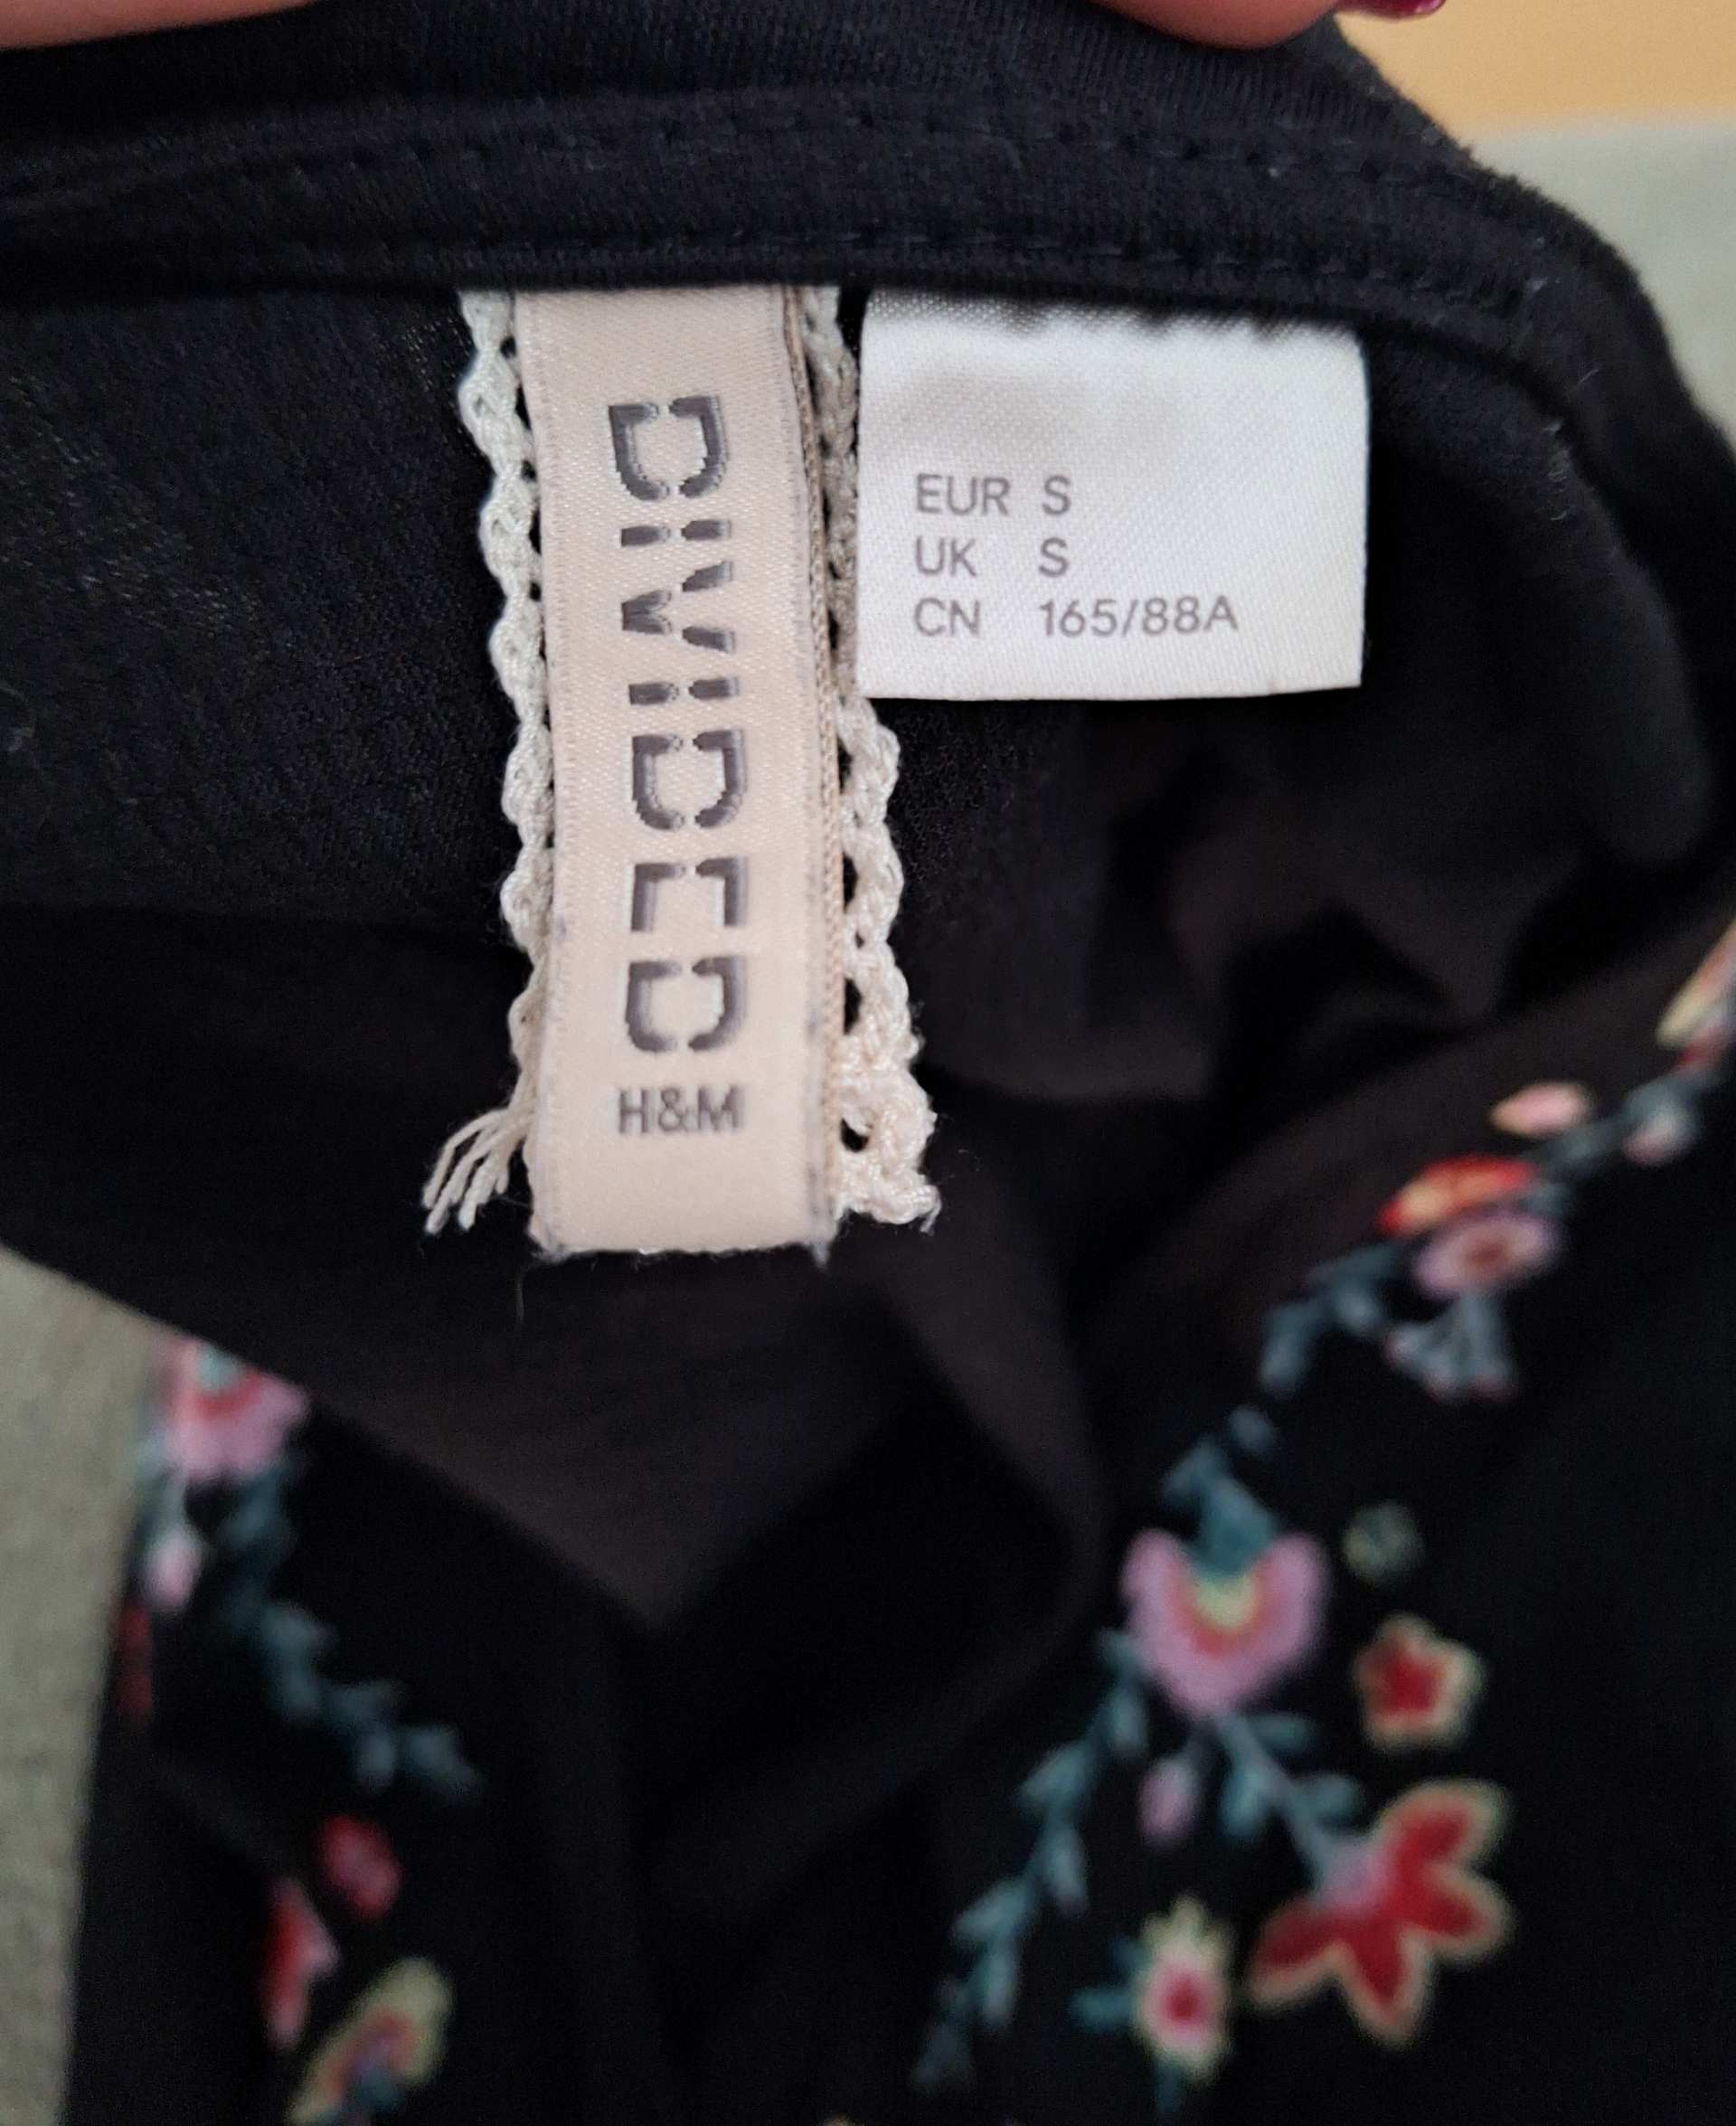 DIVIDED
H&M
EUR S
UK S
CN 165/88A